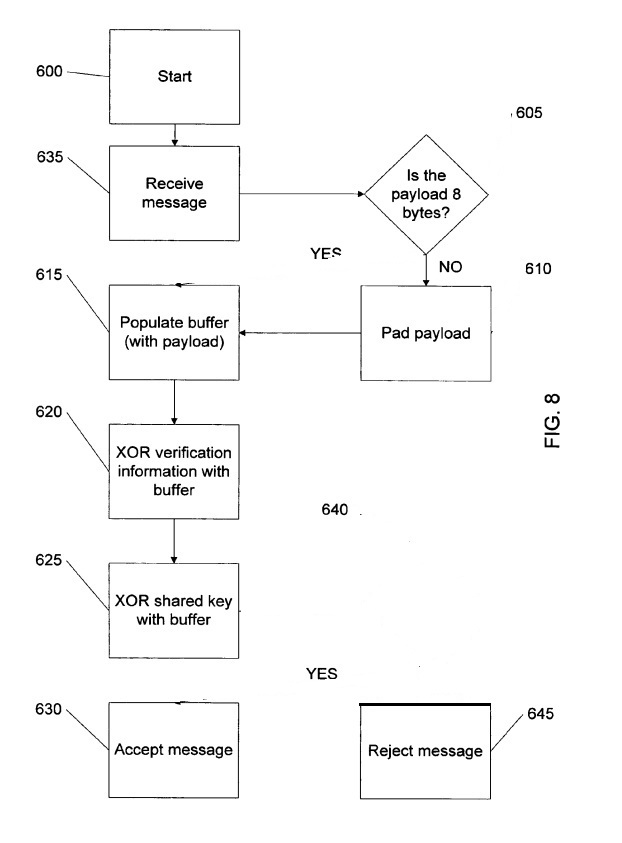 600
Start
605
635
Receive
message
Is the
payload 8
bytes?
YES
NO
615
610
Populate buffer
(with payload)
Pad payload
FIG. 8
620
XOR verification
information with
buffer
640
625
XOR shared key
with buffer
YES
630
Accept message
Reject message
645